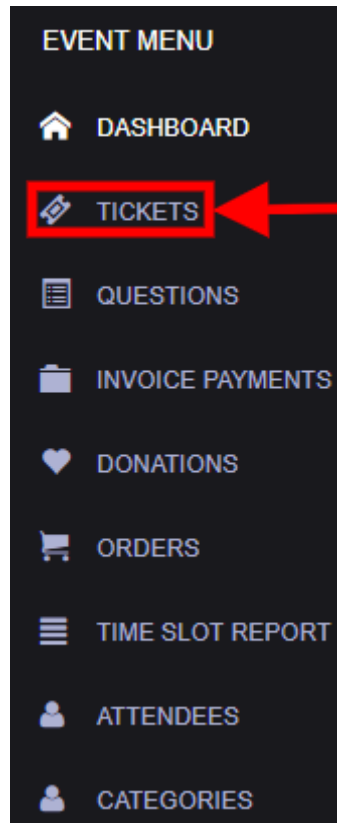 EVENT MENU
DASHBOARD
TICKETS
QUESTIONS
INVOICE PAYMENTS
DONATIONS
ORDERS
TIME SLOT REPORT
ATTENDEES
CATEGORIES